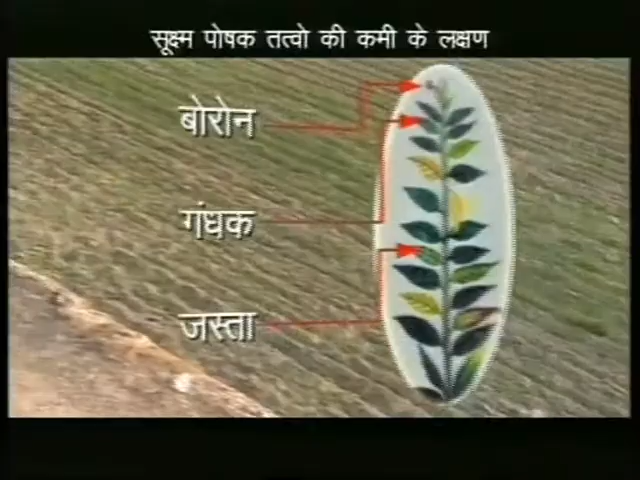 सूक्ष्म पोषक तत्वो की कमी के लक्षण
बोरोन
गंधक
जस्ता